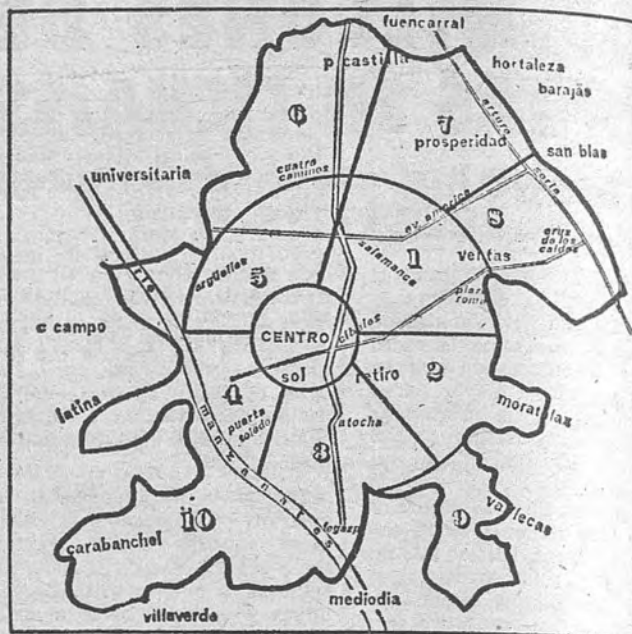 fuencarral
p castilla
hortaleza
barajas
6
7
prosperidad
arturo
soria
san blas
cuatro
caminos
universitaria
av. america
8
cruz
de los
caidos
salamanca
1
ventas
argüelles
5
plaza
roma
rio
c campo
CENTRO
cibeles
sol
retiro
2
4
latina
puerta
toledo
atocha
moratalaz
3
manzanares
10
9
vallecas
legazpi
carabanchel
mediodia
villaverde